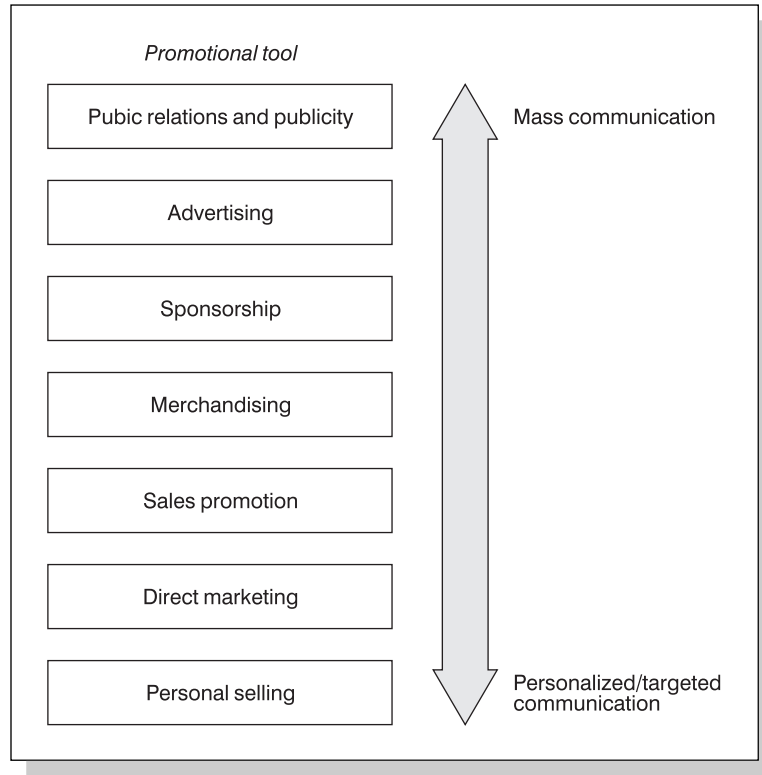 Promotional tool
Pubic relations and publicity
Mass communication
Advertising
Sponsorship
Merchandising
Sales promotion
Direct marketing
Personal selling
Personalized/targeted
communication